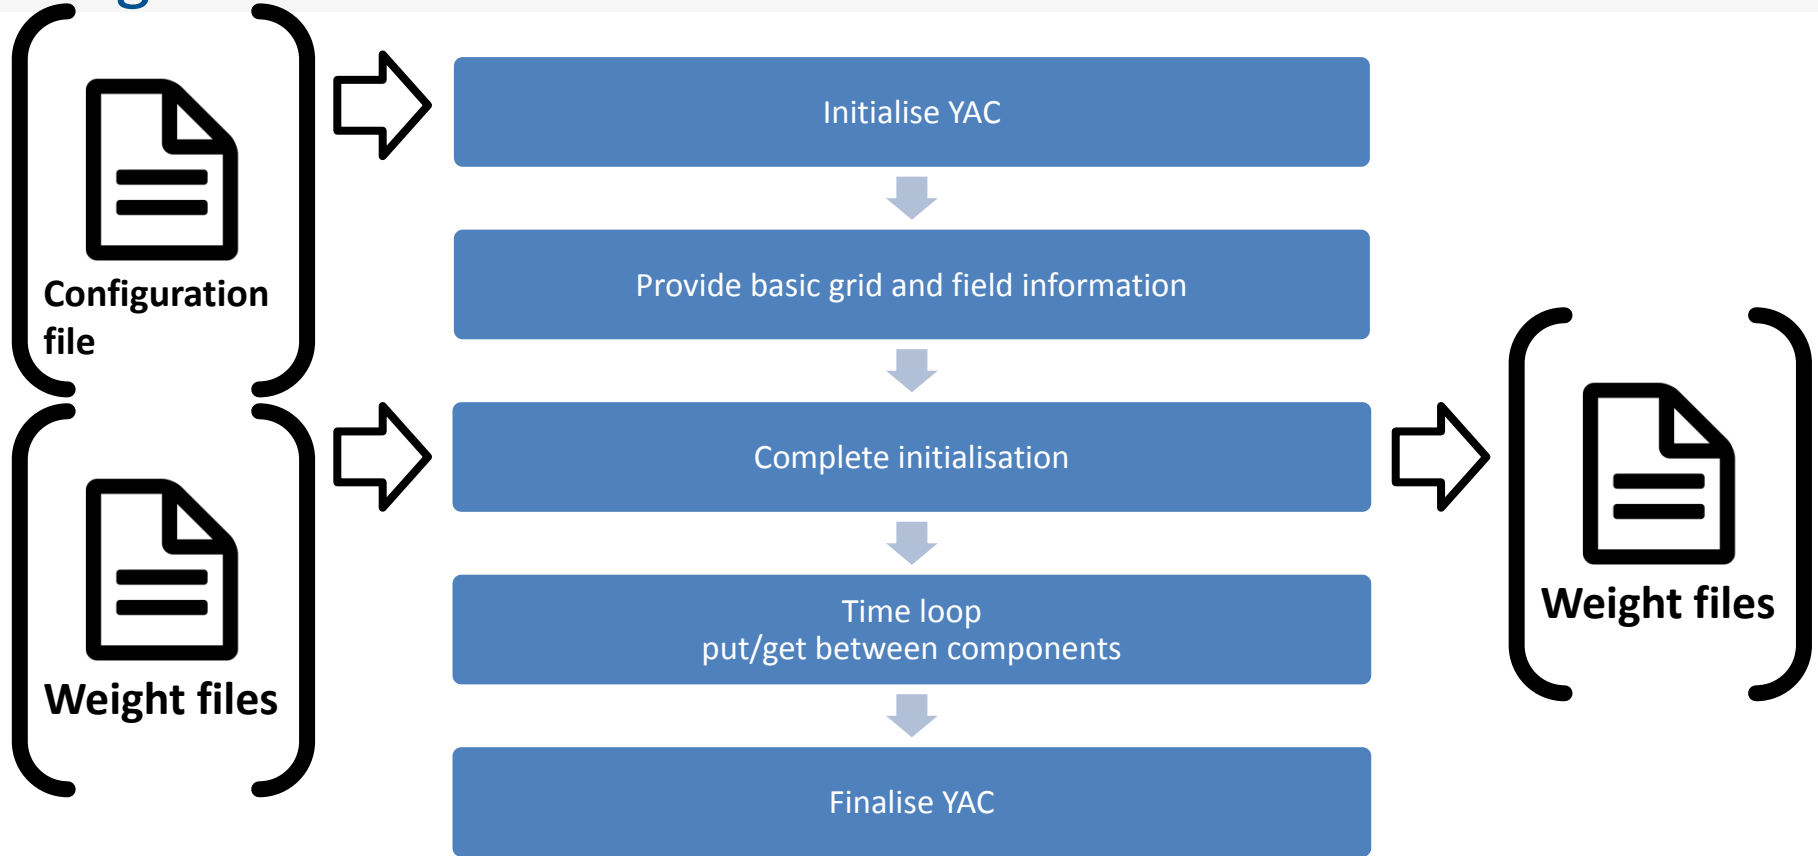 Initialise YAC
Provide basic grid and field information
Configuration
file
Complete initialisation
Time loop
put/get between components
Weight files
Weight files
Finalise YAC